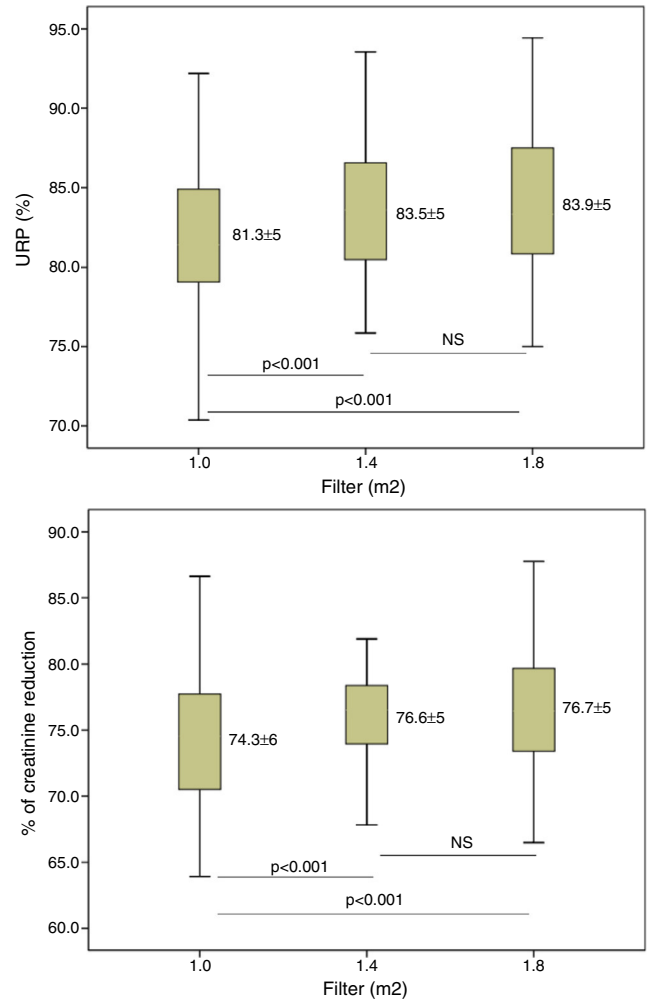 95.0
90.0
85.0
80.0
75.0
70.0
URP (%)
81.3±5
83.5±5
83.9±5
NS
p<0.001
p<0.001
1.0 1.4 1.8
Filter (m2)
90.0
85.0
80.0
75.0
70.0
65.0
60.0
% of creatinine reduction
74.3±6
76.6±5
76.7±5
NS
p<0.001
p<0.001
1.0 1.4 1.8
Filter (m2)